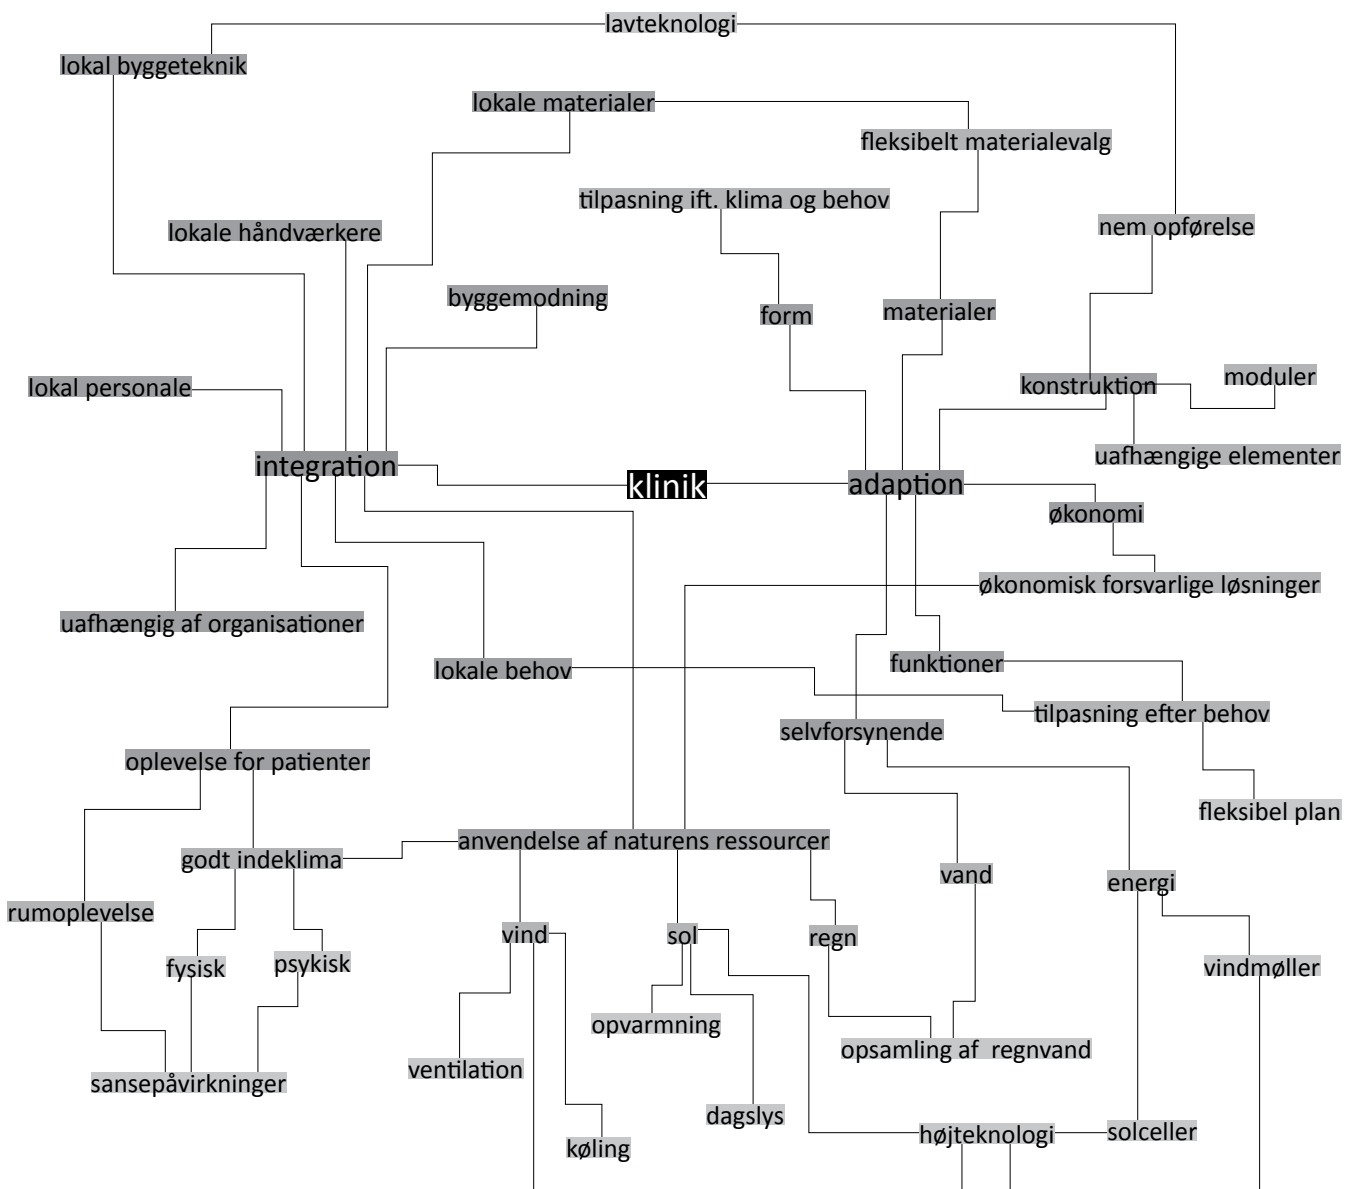 lavteknologi
lokal byggeteknik
lokale materialer
fleksibelt materialevalg
tilpasning ift. klima og behov
lokale håndværkere
nem opførelse
byggemodning
form
materialer
lokal personale
konstruktion
moduler
uafhængige elementer
integration
klinik
adaption
økonomi
økonomisk forsvarlige løsninger
uafhængig af organisationer
lokale behov
funktioner
tilpasning efter behov
selvforsynende
oplevelse for patienter
fleksibel plan
anvendelse af naturens ressourcer
godt indeklima
vand
energi
rumoplevelse
vind
sol
regn
fysisk
psykisk
vindmøller
opvarmning
opsamling af  regnvand
ventilation
sansepåvirkninger
dagslys
køling
højteknologi
solceller